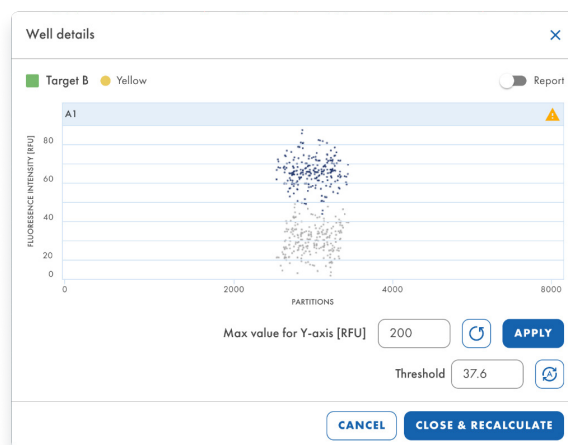 Well details
Target B Yellow Report
A1
FLUORESENCE INTENSITY [RFU]
80
60
40
20
0
0 2000 4000 8000
PARTITIONS
Max value for Y-axis [RFU] 200 APPLY
Threshold 37.6 A
CANCEL CLOSE & RECALCULATE